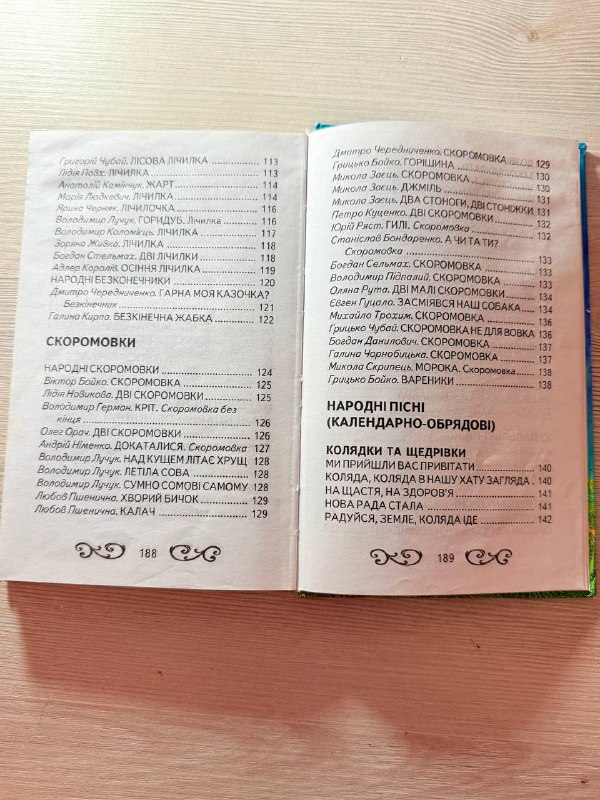 Григорій Чубай. ЛІСОВА ЛІЧИЛКА ............ 113
Лідія Повх. ЛІЧИЛКА ............ 114
Анатолій Камінчук. ЖАРТ ............ 114
Марія Людкевич. ЛІЧИЛКА ............ 114
Ярина Черняк. ЛІЧИЛОЧКА ............ 116
Володимир Лучук. ГОРИДУБ. Лічилка ............ 116
Володимир Коломієць. ЛІЧИЛКА ............ 117
Зоряна Живка. ЛІЧИЛКА ............ 118
Богдан Стельмах. ДВІ ЛІЧИЛКИ ............ 118
Адлер Королів. ОСІННЯ ЛІЧИЛКА ............ 119
НАРОДНІ БЕЗКОНЕЧНИКИ ............ 120
Дмитро Чередниченко. ГАРНА МОЯ КАЗОЧКА?
Безкінечник ............ 121
Галина Кирпа. БЕЗКІНЕЧНА ЖАБКА ............ 122
СКОРОМОВКИ
НАРОДНІ СКОРОМОВКИ ............ 124
Віктор Бойко. СКОРОМОВКА ............ 125
Лідія Новикова. ДВІ СКОРОМОВКИ ............ 125
Володимир Герман. КРІТ. Скоромовка без
кінця ............ 126
Олег Орач. ДВІ СКОРОМОВКИ ............ 126
Андрій Німенко. ДОКАТАЛИСЯ. Скоромовка 127
Володимир Лучук. НАД КУЩЕМ ЛІТАЄ ХРУЩ 128
Володимир Лучук. ЛЕТІЛА СОВА ............ 128
Володимир Лучук. СУМНО СОМОВІ САМОМУ 128
Любов Пшенична. ХВОРИЙ БИЧОК ............ 129
Любов Пшенична. КАЛАЧ ............ 129
188
Дмитро Чередниченко. СКОРОМОВКА ............ 129
Грицько Бойко. ГОРІШИНА ............ 130
Микола Заєць. СКОРОМОВКА ............ 130
Микола Заєць. ДЖМІЛЬ ............ 131
Микола Заєць. ДВА СТОНОГИ, ДВІ СТОНІЖКИ 131
Петро Куценко. ДВІ СКОРОМОВКИ ............ 132
Юрій Ряст. ГИЛІ. Скоромовка ............ 132
Станіслав Бондаренко. А ЧИ ТА ТИ?
Скоромовка ............ 133
Богдан Сельмах. СКОРОМОВКА ............ 133
Володимир Підпалий. СКОРОМОВКА ............ 134
Оляна Рута. ДВІ МАЛІ СКОРОМОВКИ ............ 134
Євген Гуцало. ЗАСМІЯВСЯ НАШ СОБАКА ............ 134
Михайло Трохим. СКОРОМОВКА ............ 136
Грицько Чубай. СКОРОМОВКА НЕ ДЛЯ ВОВКА 136
Богдан Данилович. СКОРОМОВКА ............ 137
Галина Чорнобицька. СКОРОМОВКА ............ 137
Микола Скрипець. МОРОКА. Скоромовка ............ 138
Грицько Бойко. ВАРЕНИКИ ............ 138
НАРОДНІ ПІСНІ
(КАЛЕНДАРНО-ОБРЯДОВІ)
КОЛЯДКИ ТА ЩЕДРІВКИ
МИ ПРИЙШЛИ ВАС ПРИВІТАТИ ............ 140
КОЛЯДА, КОЛЯДА В НАШУ ХАТУ ЗАГЛЯДА . 140
НА ЩАСТЯ, НА ЗДОРОВ'Я ............ 141
НОВА РАДА СТАЛА ............ 141
РАДУЙСЯ, ЗЕМЛЕ, КОЛЯДА ІДЕ ............ 142
189